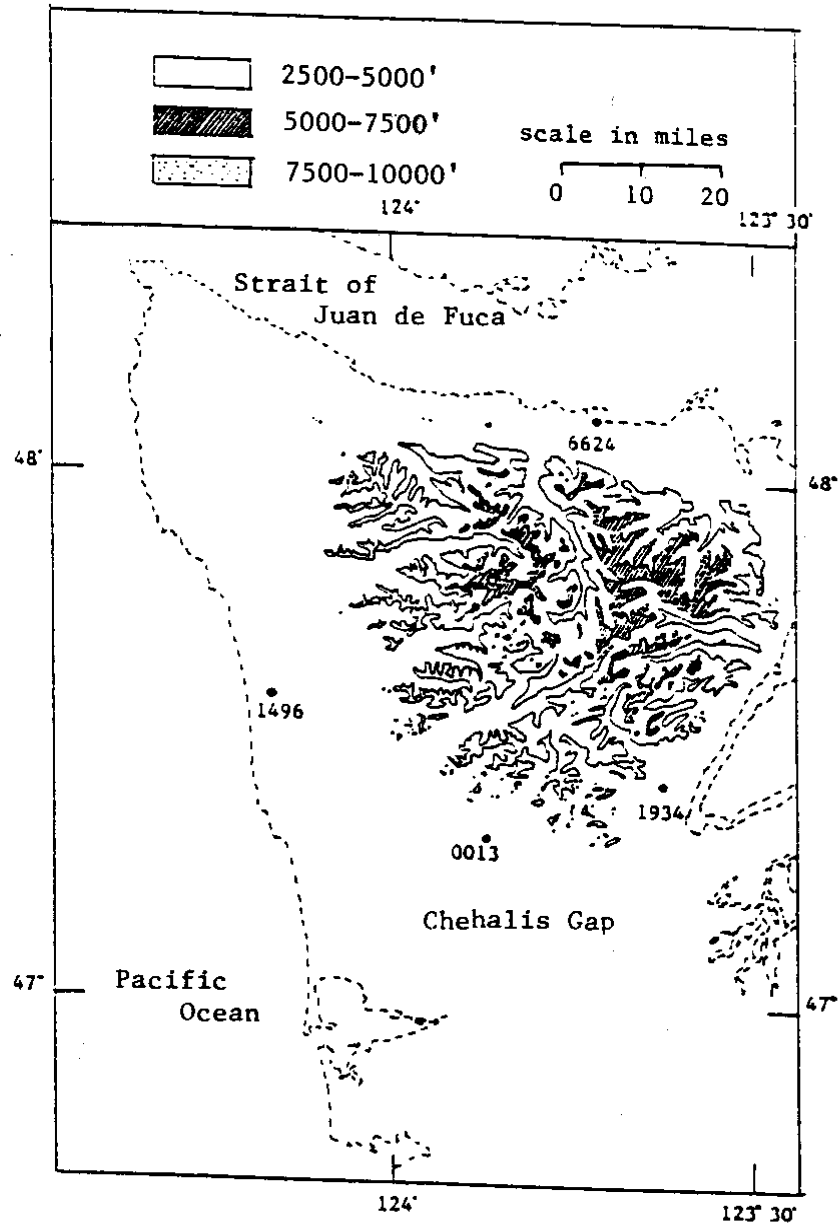 2500-5000'
5000-7500'
7500-10000'
scale in miles
0 10 20
124°
123° 30
Strait of
Juan de Fuca
6624
48°
48°
1496
1934
0013
Chehalis Gap
Pacific
Ocean
47°
47°
124°
123° 30